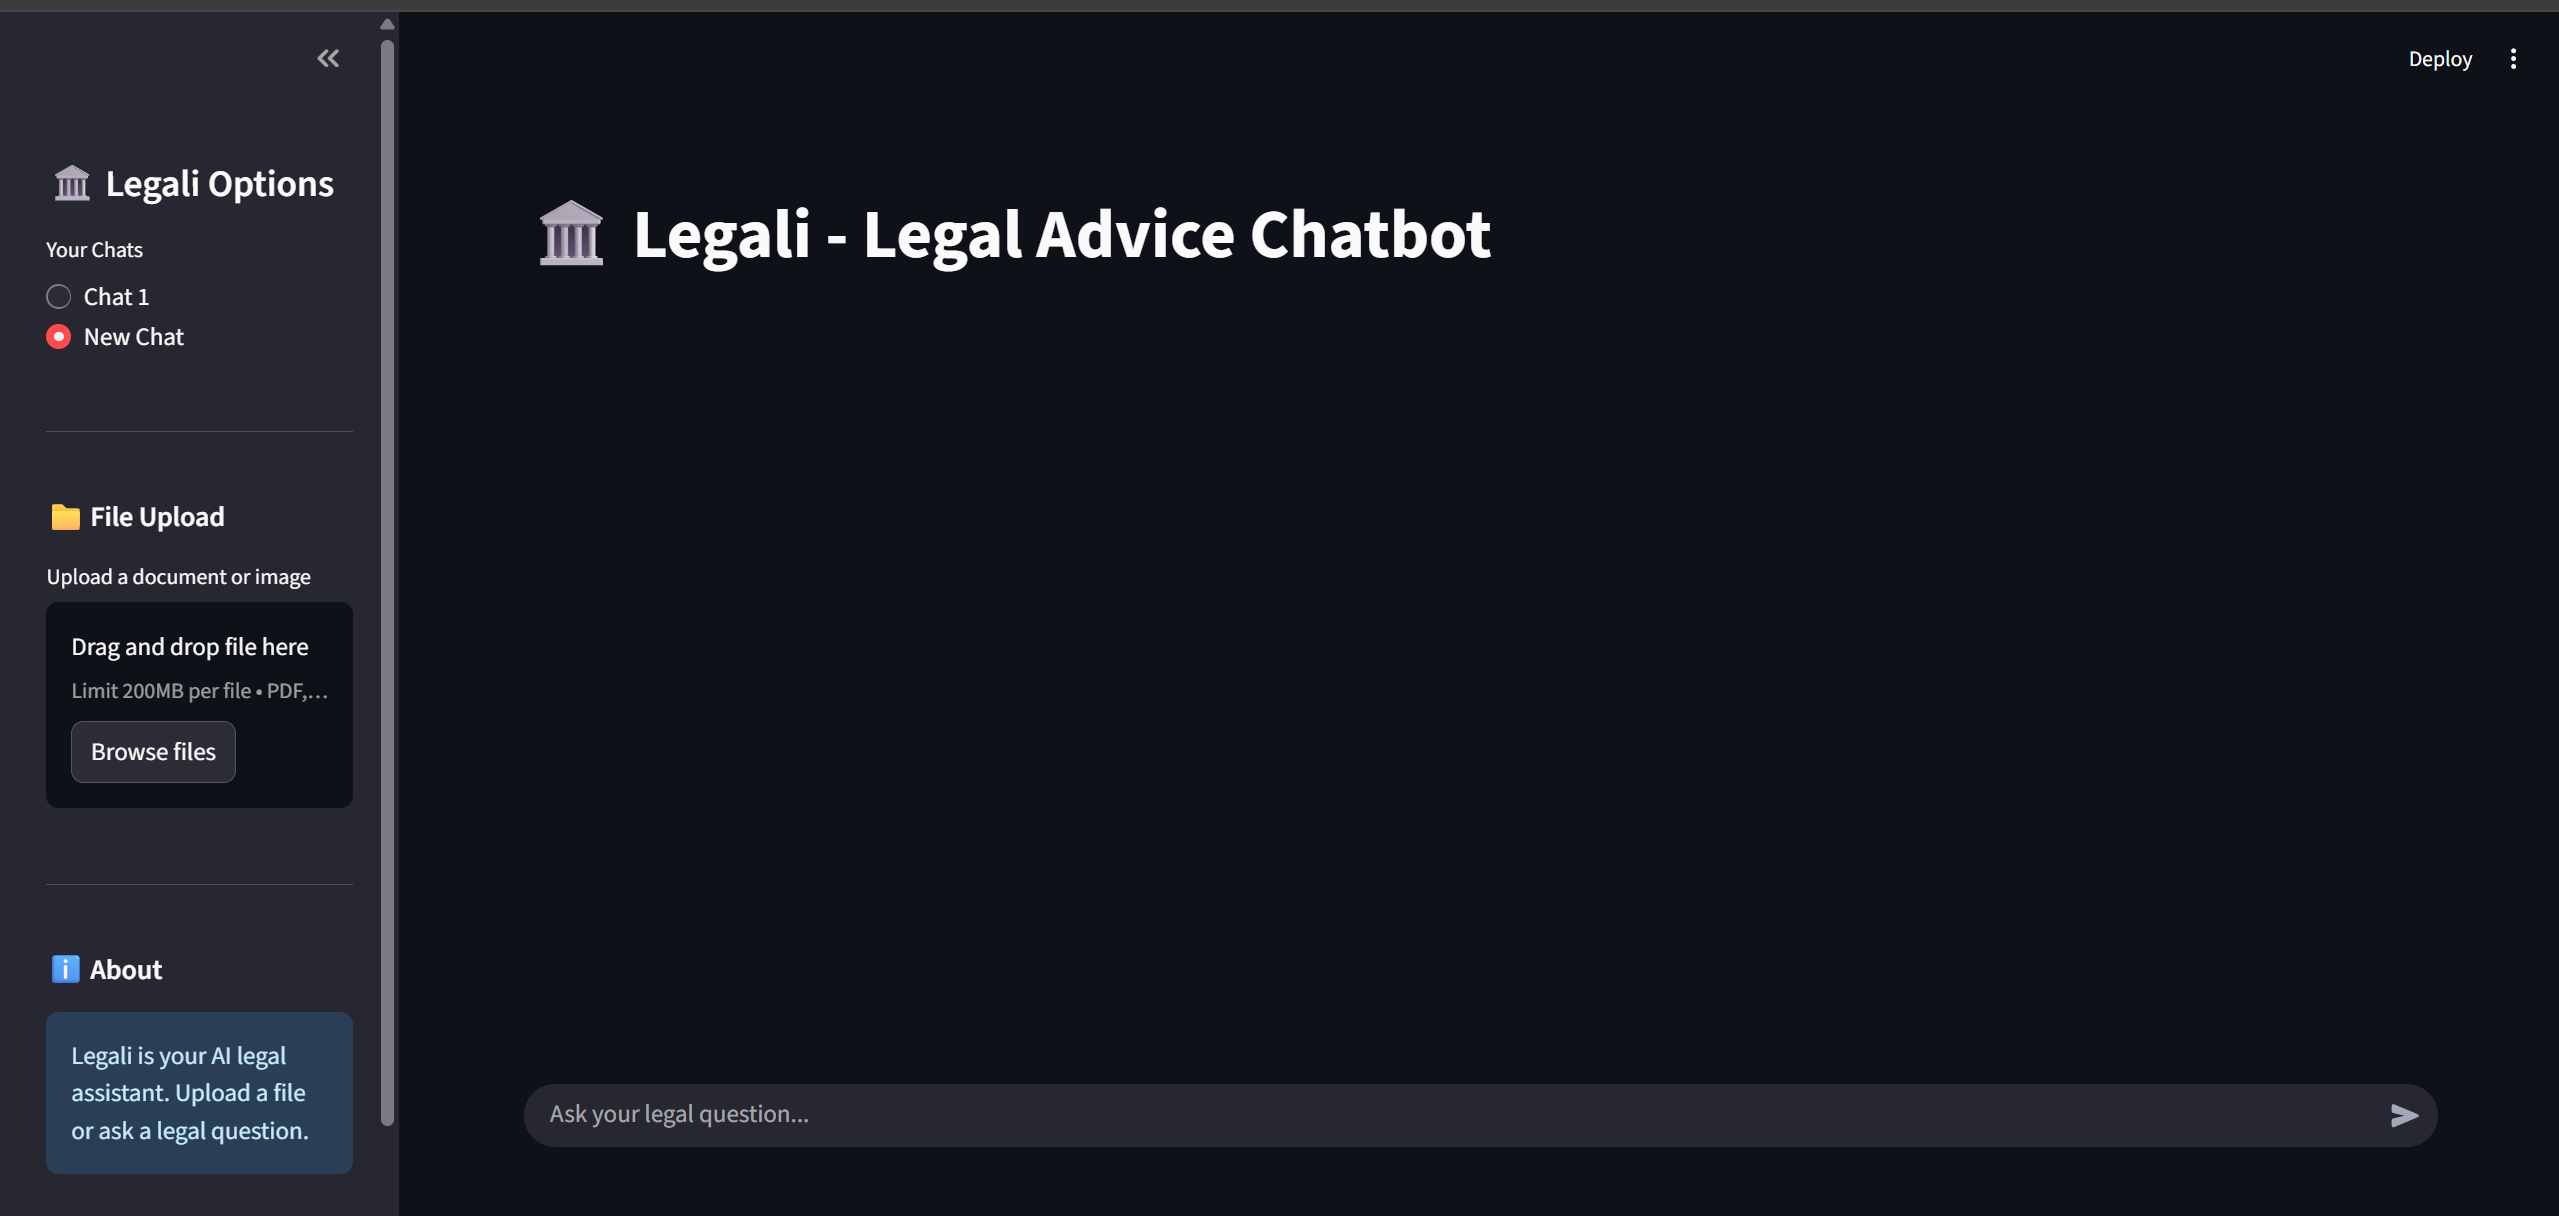 Deploy
🏛️ Legali Options
Your Chats
Chat 1
New Chat
📁 File Upload
Upload a document or image
Drag and drop file here
Limit 200MB per file • PDF,…
Browse files
ℹ️ About
Legali is your AI legal
assistant. Upload a file
or ask a legal question.
🏛️ Legali - Legal Advice Chatbot
Ask your legal question...